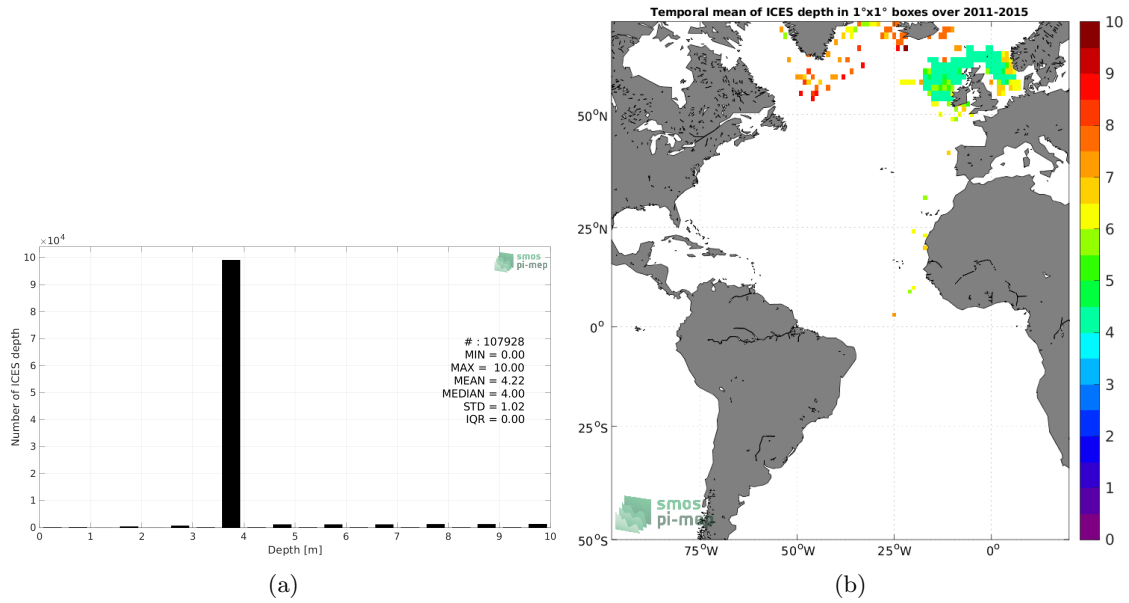 Temporal mean of ICES depth in 1°x1° boxes over 2011-2015
×10⁴
10
9
8
7
6
5
4
3
2
1
0
Number of ICES depth
smos
pi-mep
# : 107928
MIN = 0.00
MAX = 10.00
MEAN = 4.22
MEDIAN = 4.00
STD = 1.02
IQR = 0.00
0 1 2 3 4 5 6 7 8 9 10
Depth [m]
(a)
50°N
25°N
0°
25°S
50°S
75°W 50°W 25°W 0°
smos
pi-mep
10
9
8
7
6
5
4
3
2
1
0
(b)